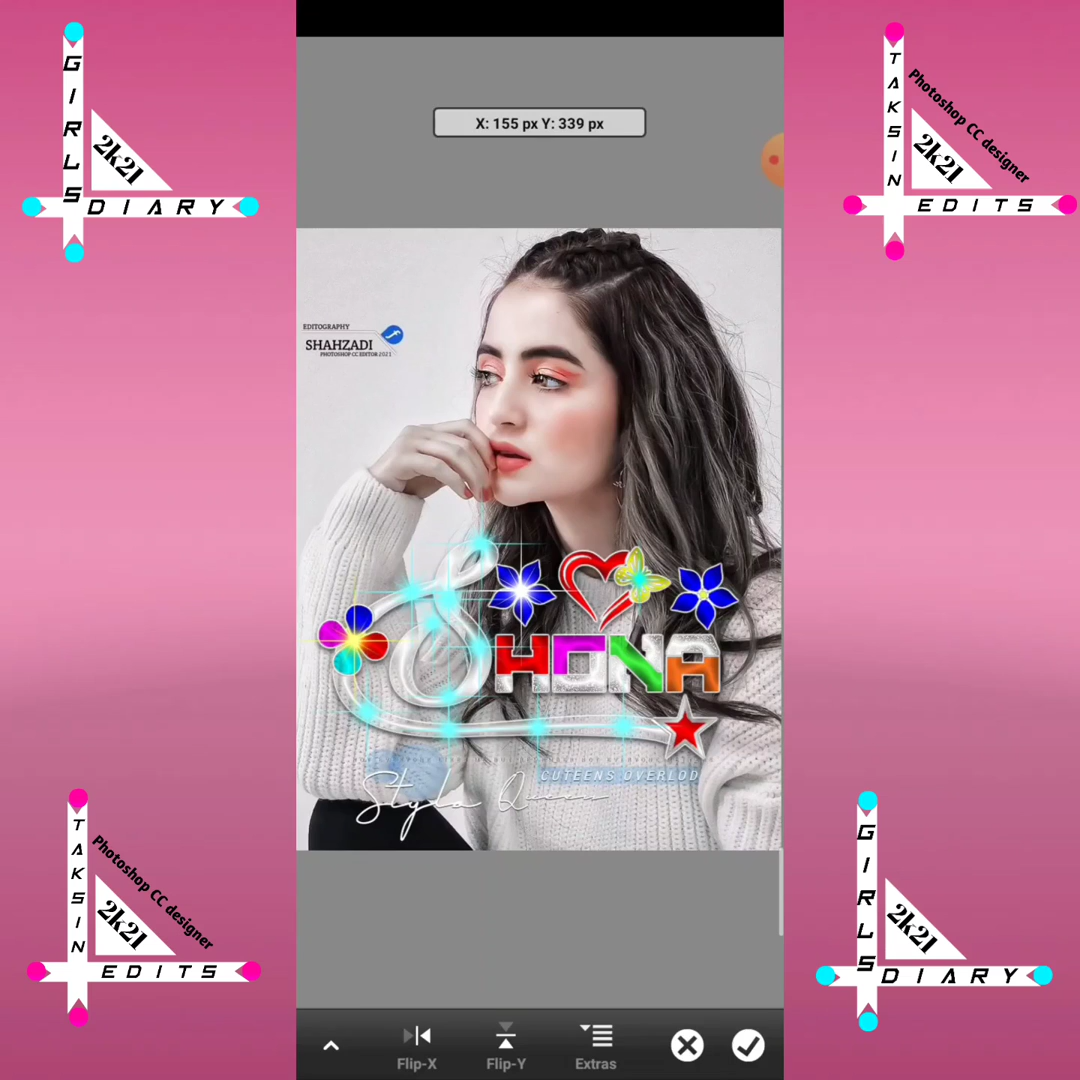 GIRLS
2k21
DIARY
X: 155 px Y: 339 px
TAKSIN
Photoshop CC designer
2k21
EDITS
EDITOGRAPHY
SHAHZADI
PHOTOSHOP CC EDITOR 2021
SHONA
CUTEENS OVERLOD
Style Queen
TAKSIN
Photoshop CC designer
2k21
EDITS
GIRLS
2k21
DIARY
Flip-X
Flip-Y
Extras